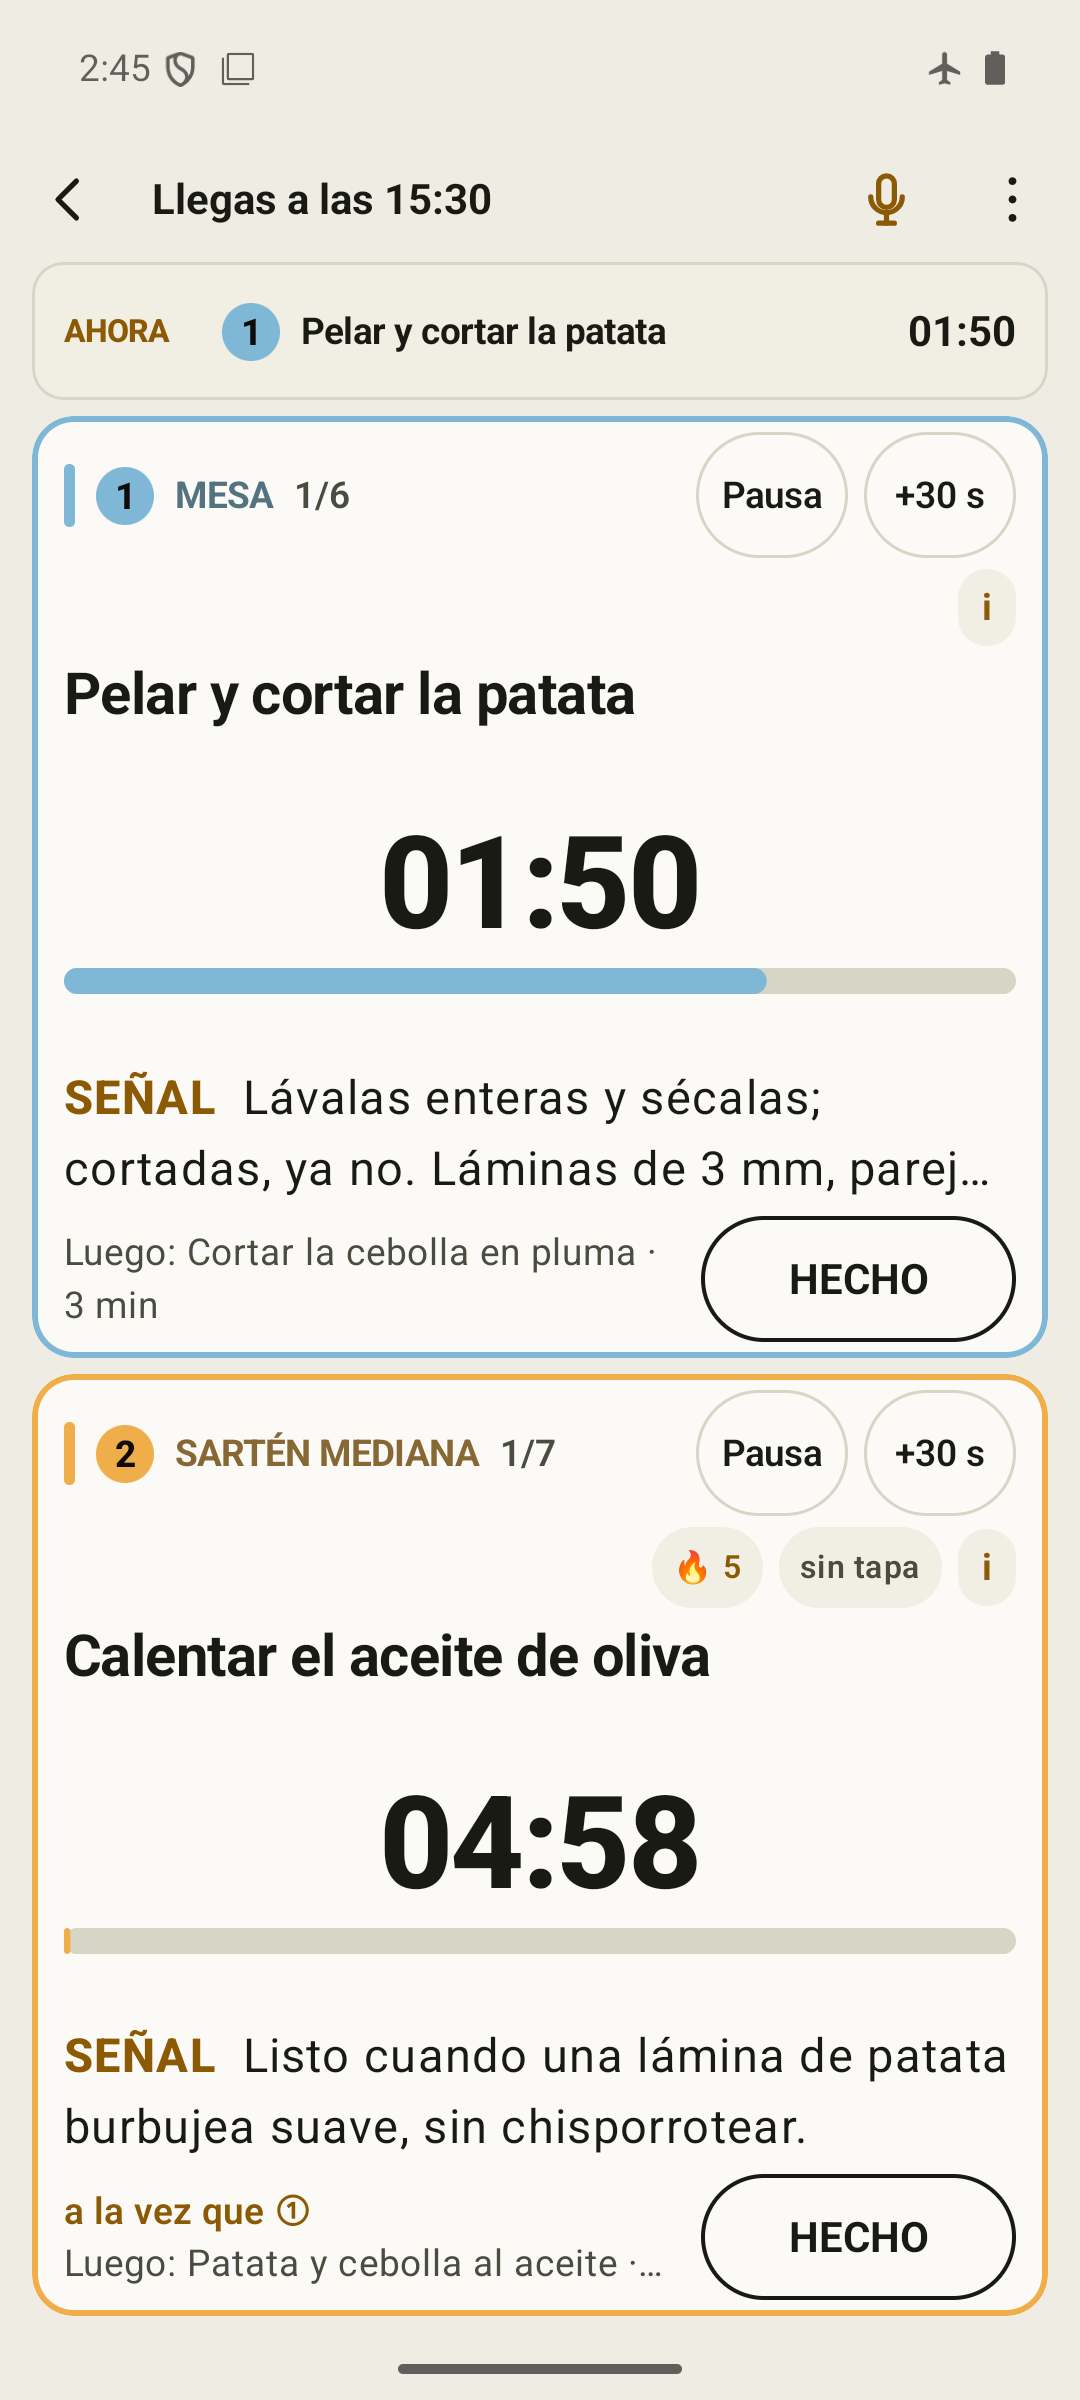 2:45
Llegas a las 15:30
AHORA 1 Pelar y cortar la patata 01:50
1 MESA 1/6 Pausa +30 s
i
Pelar y cortar la patata
01:50
SEÑAL Lávalas enteras y sécalas;
cortadas, ya no. Láminas de 3 mm, parej…
Luego: Cortar la cebolla en pluma ·
3 min
HECHO
2 SARTÉN MEDIANA 1/7 Pausa +30 s
🔥 5 sin tapa i
Calentar el aceite de oliva
04:58
SEÑAL Listo cuando una lámina de patata
burbujea suave, sin chisporrotear.
a la vez que ①
Luego: Patata y cebolla al aceite ·…
HECHO